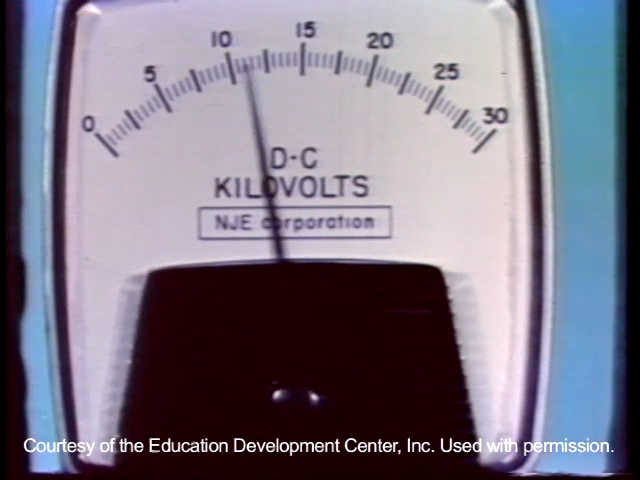 0 5 10 15 20 25 30
D-C
KILOVOLTS
NJE corporation
Courtesy of the Education Development Center, Inc. Used with permission.